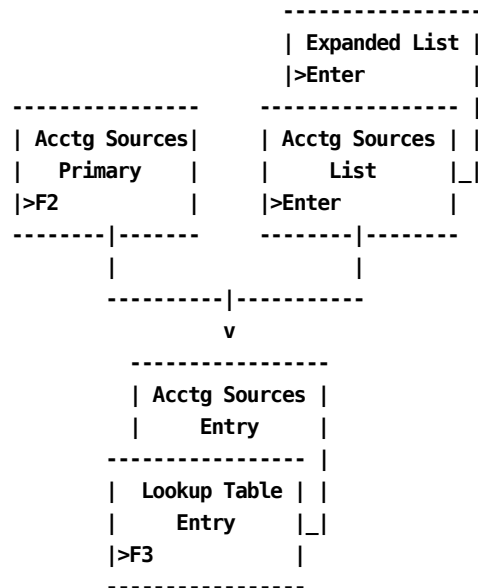 Expanded List
>Enter
Acctg Sources
Primary
>F2
Acctg Sources
List
>Enter
v
Acctg Sources
Entry
Lookup Table
Entry
>F3